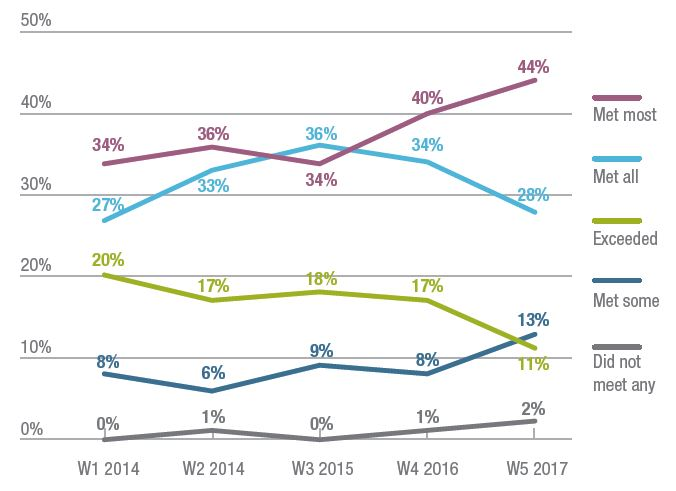 50%
44%
40%
40%
Met most
34%
36%
36%
34%
34%
Met all
30%
33%
27%
28%
Exceeded
20%
20%
17%
18%
17%
Met some
13%
10%
8%
6%
9%
8%
11%
Did not
meet any
0%
0%
1%
0%
1%
2%
W1 2014
W2 2014
W3 2015
W4 2016
W5 2017